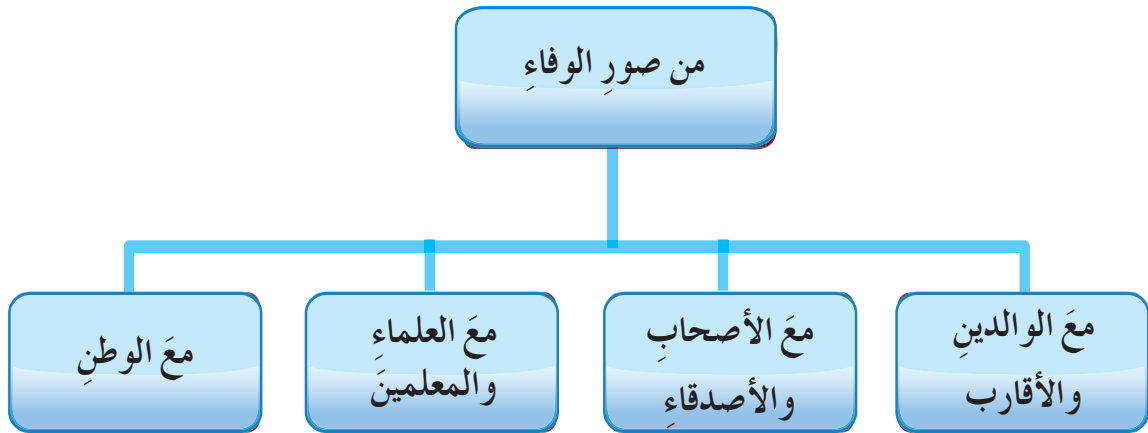 من صورِ الوفاءِ
معَ الوالدينِ
والأقارب
معَ الأصحابِ
والأصدقاءِ
معَ العلماءِ
والمعلمينَ
معَ الوطنِ